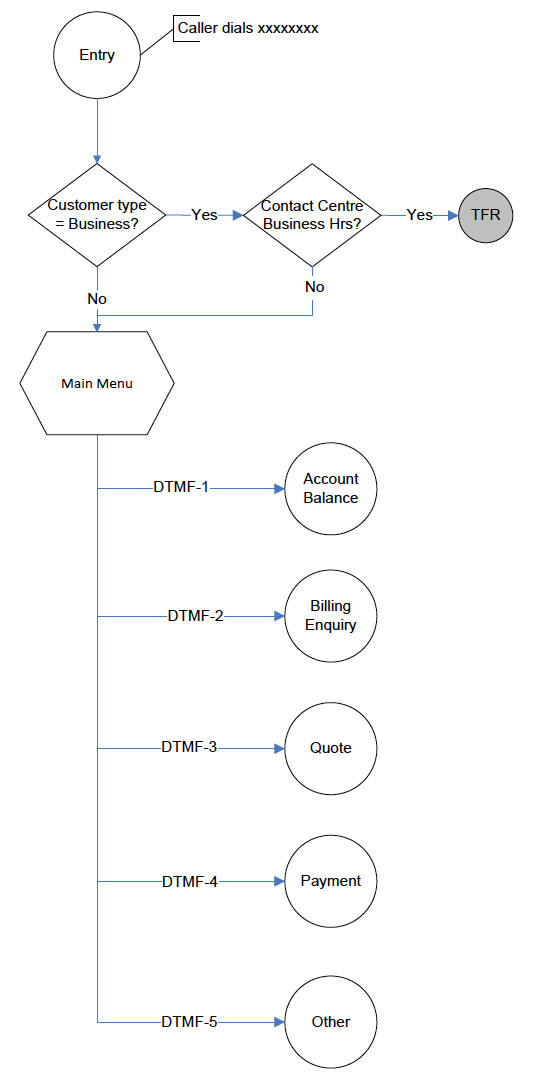 Caller dials xxxxxxxx
Entry
Customer type
= Business?
Yes
Contact Centre
Business Hrs?
Yes
TFR
No
No
Main Menu
DTMF-1
Account
Balance
DTMF-2
Billing
Enquiry
DTMF-3
Quote
DTMF-4
Payment
DTMF-5
Other